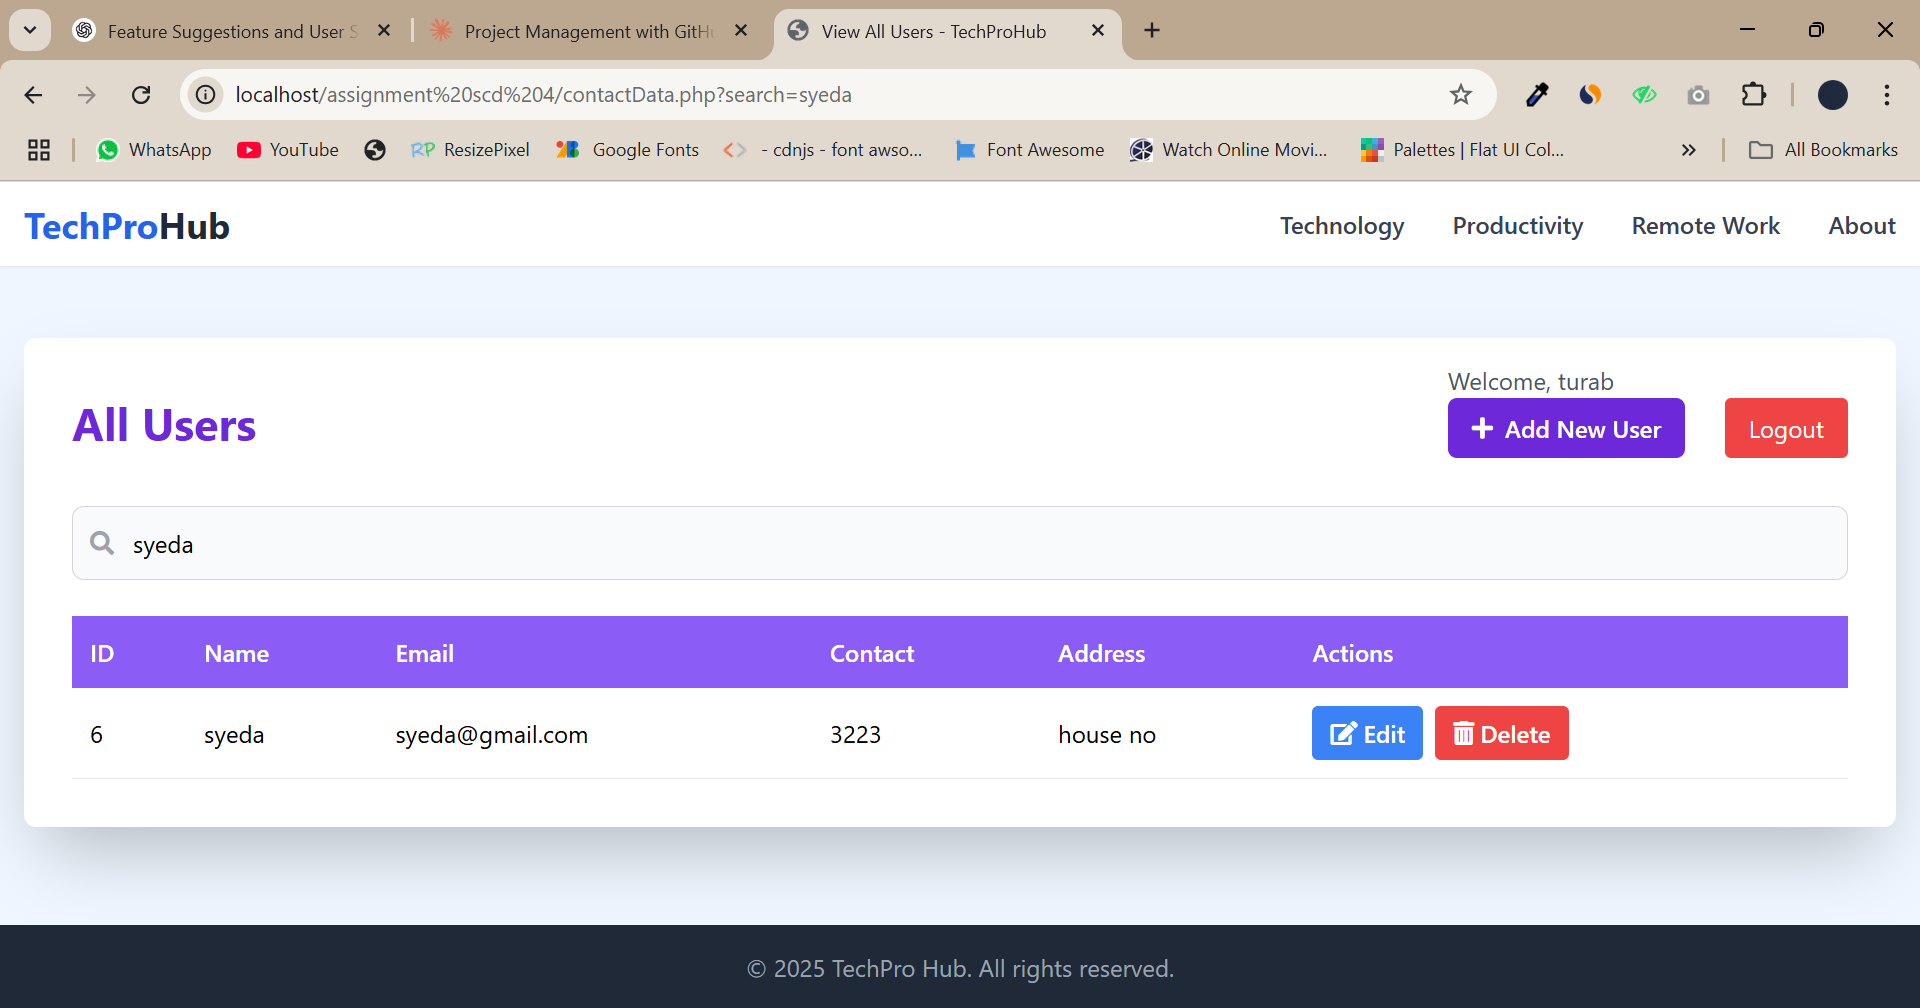 Feature Suggestions and User S
Project Management with GitHu
View All Users - TechProHub
localhost/assignment%20scd%204/contactData.php?search=syeda
WhatsApp
YouTube
RP ResizePixel
Google Fonts
- cdnjs - font awso...
Font Awesome
Watch Online Movi...
Palettes | Flat UI Col...
All Bookmarks
TechProHub
Technology Productivity Remote Work About
Welcome, turab
All Users
Add New User
Logout
syeda
ID Name Email Contact Address Actions
6 syeda syeda@gmail.com 3223 house no Edit Delete
© 2025 TechPro Hub. All rights reserved.